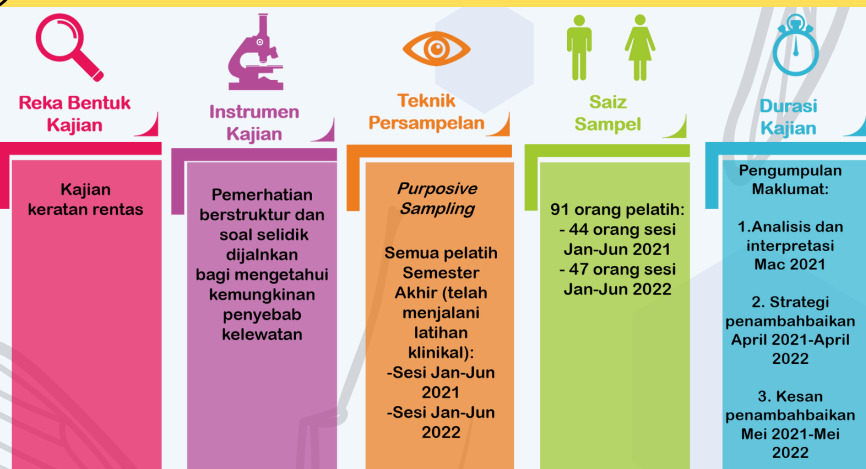 Reka Bentuk
Kajian
Kajian
keratan rentas
Instrumen
Kajian
Pemerhatian
berstruktur dan
soal selidik
dijalnkan
bagi mengetahui
kemungkinan
penyebab
kelewatan
Teknik
Persampelan
Purposive
Sampling
Semua pelatih
Semester
Akhir (telah
menjalani
latihan
klinikal):
-Sesi Jan-Jun
2021
-Sesi Jan-Jun
2022
Saiz
Sampel
91 orang pelatih:
- 44 orang sesi
Jan-Jun 2021
- 47 orang sesi
Jan-Jun 2022
Durasi
Kajian
Pengumpulan
Maklumat:
1.Analisis dan
interpretasi
Mac 2021
2. Strategi
penambahbaikan
April 2021-April
2022
3. Kesan
penambahbaikan
Mei 2021-Mei
2022